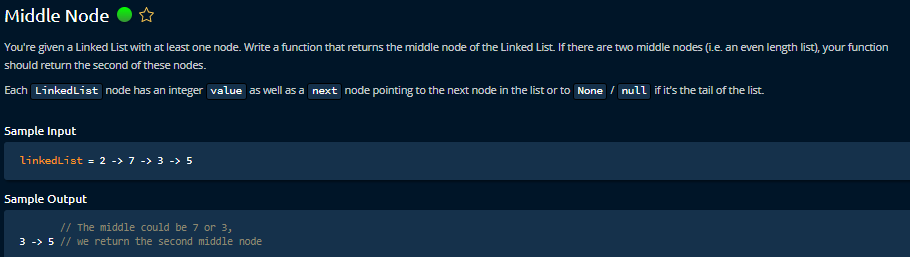 Middle Node
You're given a Linked List with at least one node. Write a function that returns the middle node of the Linked List. If there are two middle nodes (i.e. an even length list), your function
should return the second of these nodes.
Each LinkedList node has an integer value as well as a next node pointing to the next node in the list or to None / null if it's the tail of the list.
Sample Input
linkedList = 2 -> 7 -> 3 -> 5
Sample Output
// The middle could be 7 or 3,
3 -> 5 // we return the second middle node